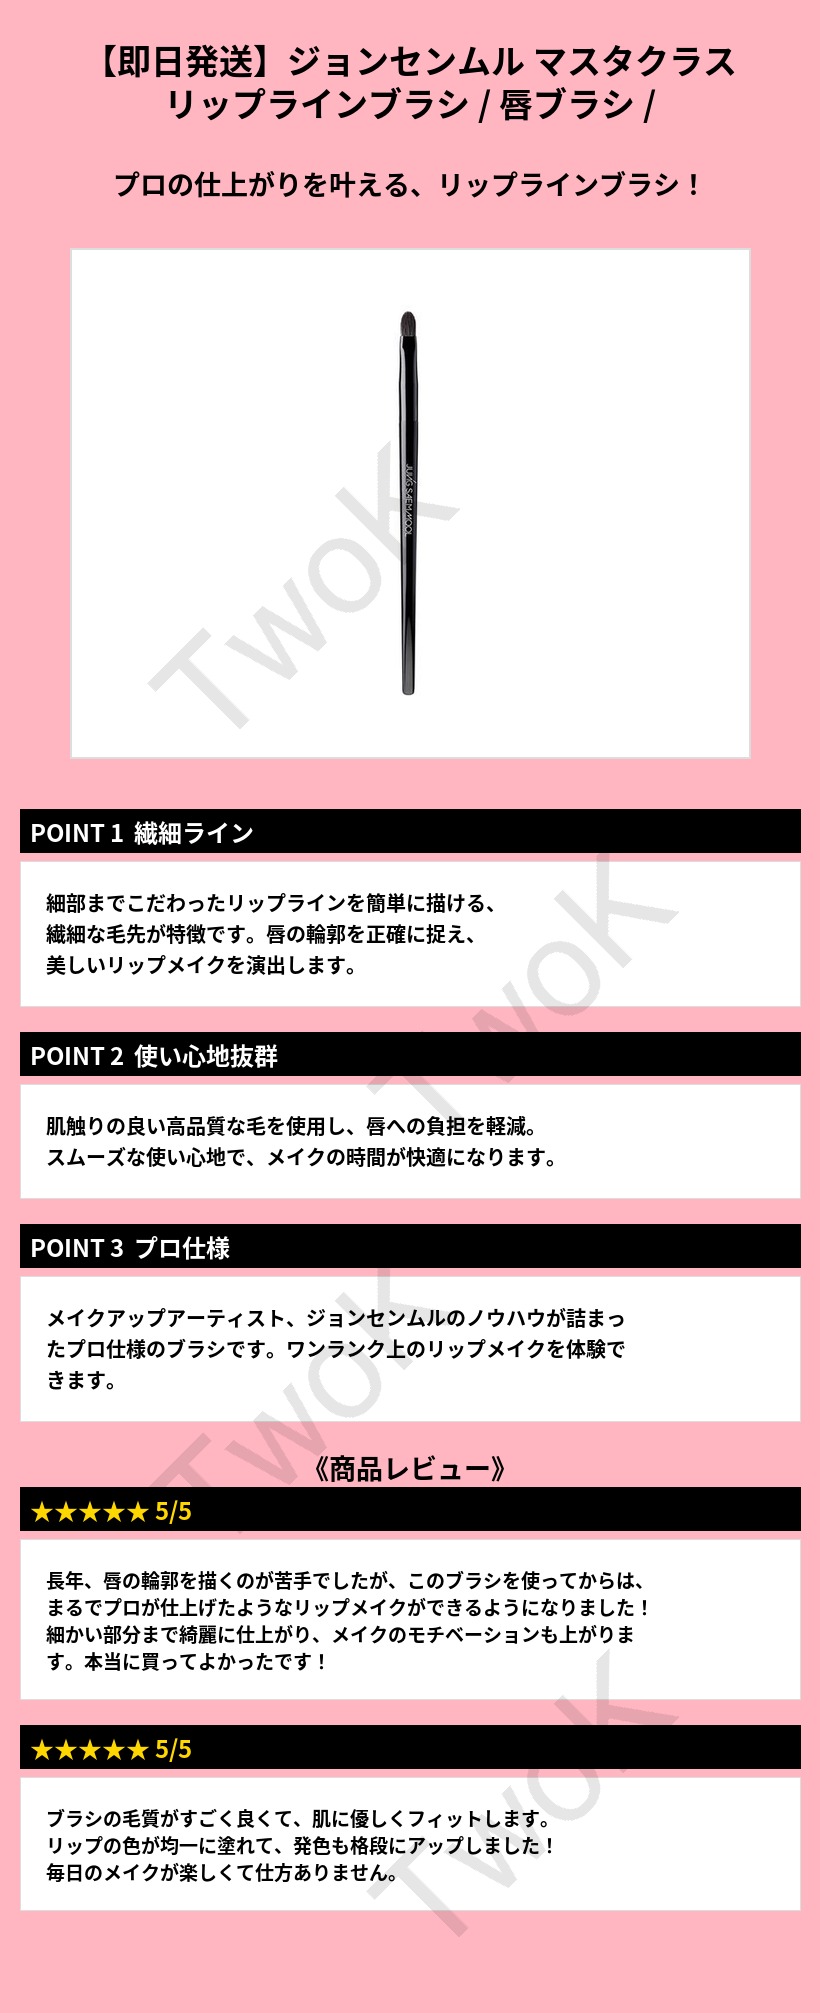 【即日発送】ジョンセンムル マスタクラス
リップラインブラシ / 唇ブラシ /
プロの仕上がりを叶える、リップラインブラシ！
JUNG SAEM MOOL
TwoK
POINT 1 繊細ライン
細部までこだわったリップラインを簡単に描ける、
繊細な毛先が特徴です。唇の輪郭を正確に捉え、
美しいリップメイクを演出します。
TwoK
POINT 2 使い心地抜群
肌触りの良い高品質な毛を使用し、唇への負担を軽減。
スムーズな使い心地で、メイクの時間が快適になります。
POINT 3 プロ仕様
メイクアップアーティスト、ジョンセンムルのノウハウが詰まっ
たプロ仕様のブラシです。ワンランク上のリップメイクを体験で
きます。
TwoK
《商品レビュー》
★★★★★ 5/5
長年、唇の輪郭を描くのが苦手でしたが、このブラシを使ってからは、
まるでプロが仕上げたようなリップメイクができるようになりました！
細かい部分まで綺麗に仕上がり、メイクのモチベーションも上がりま
す。本当に買ってよかったです！
★★★★★ 5/5
ブラシの毛質がすごく良くて、肌に優しくフィットします。
リップの色が均一に塗れて、発色も格段にアップしました！
毎日のメイクが楽しくて仕方ありません。
TwoK